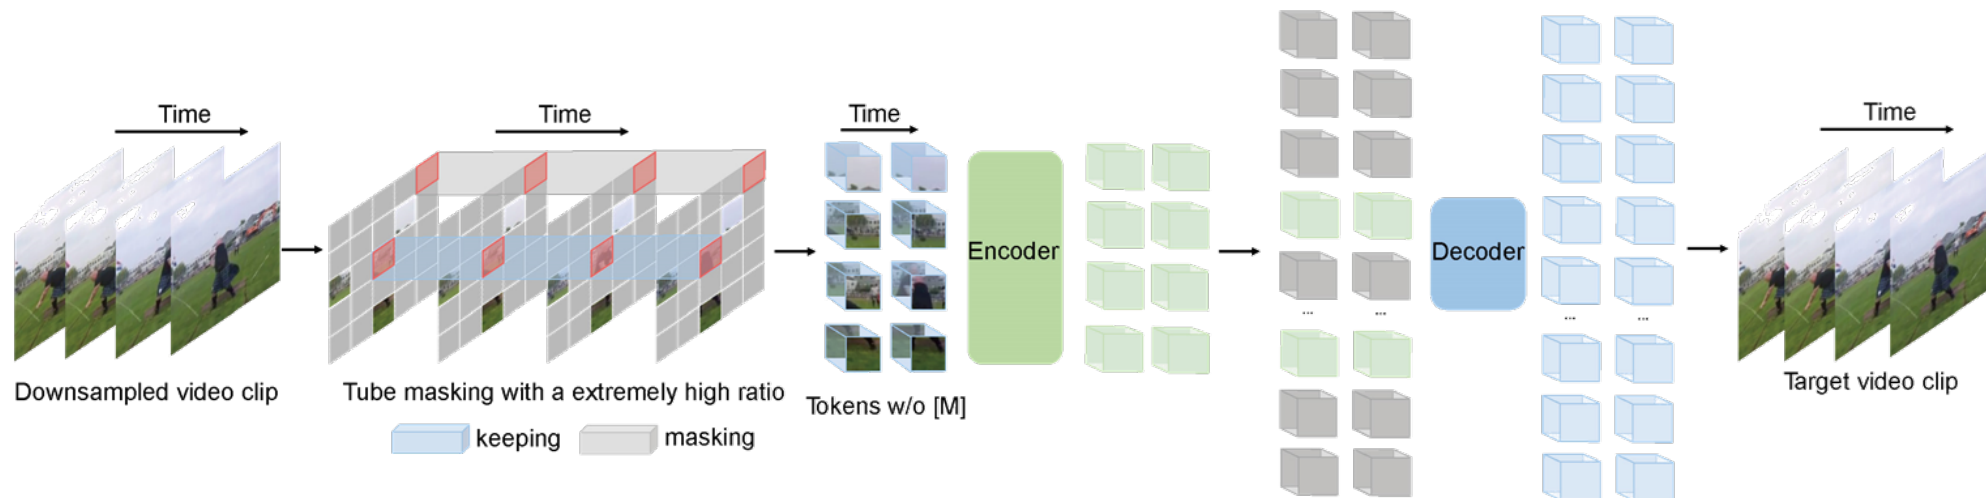 Time
Time
Time
Time
Encoder
Decoder
...
...
...
...
Downsampled video clip
Tube masking with a extremely high ratio
Tokens w/o [M]
Target video clip
keeping
masking